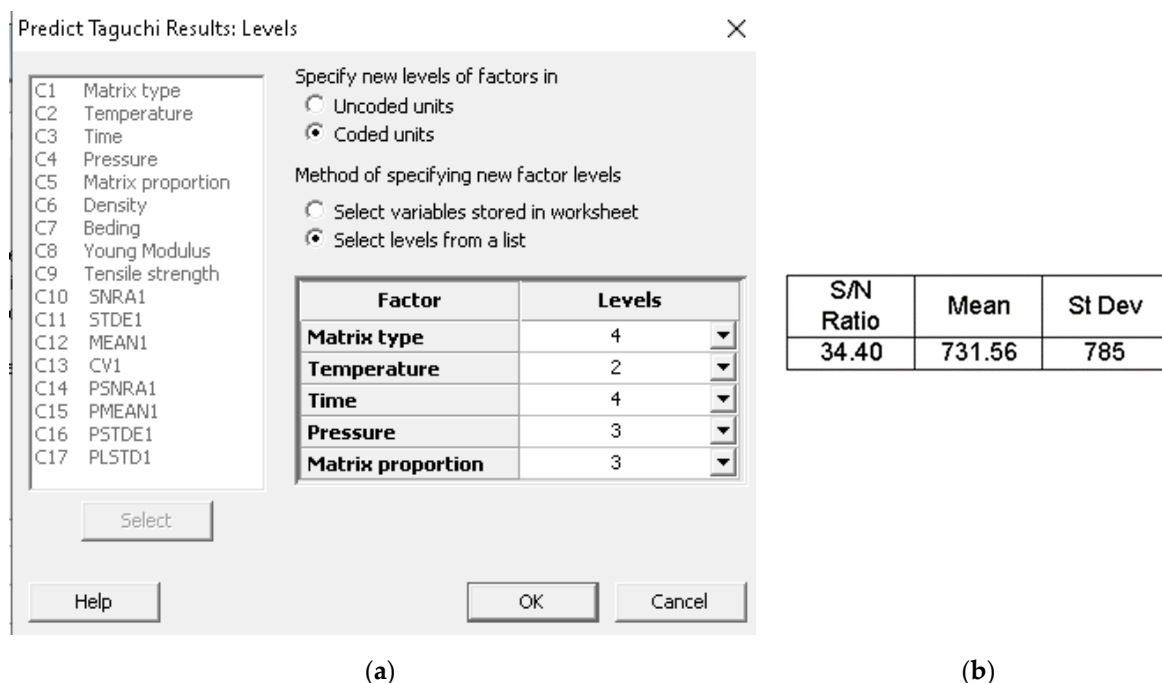 Predict Taguchi Results: Levels
C1 Matrix type
C2 Temperature
C3 Time
C4 Pressure
C5 Matrix proportion
C6 Density
C7 Beding
C8 Young Modulus
C9 Tensile strength
C10 SNRA1
C11 STDE1
C12 MEAN1
C13 CV1
C14 PSNRA1
C15 PMEAN1
C16 PSTDE1
C17 PLSTD1
Select
Specify new levels of factors in
Uncoded units
Coded units
Method of specifying new factor levels
Select variables stored in worksheet
Select levels from a list
Factor Levels
Matrix type 4
Temperature 2
Time 4
Pressure 3
Matrix proportion 3
Help OK Cancel
(a)
S/N
Ratio Mean St Dev
34.40 731.56 785
(b)